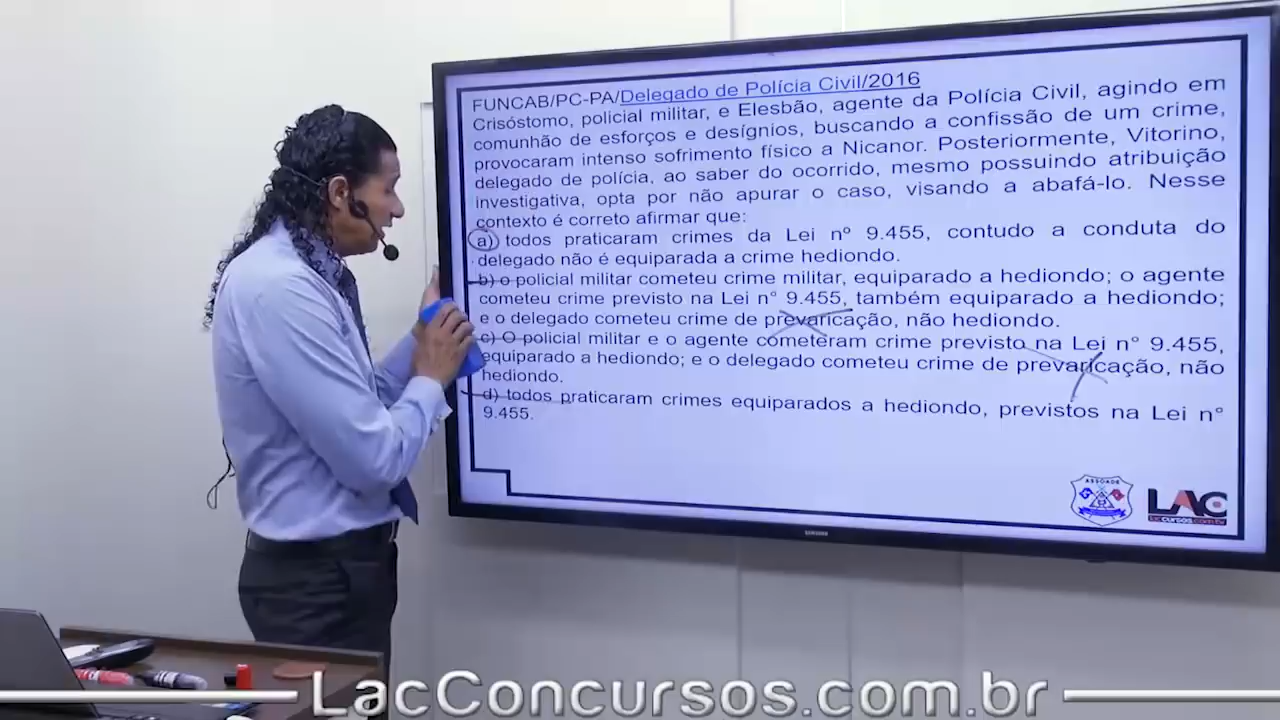 FUNCAB/PC-PA/Delegado de Polícia Civil/2016
Crisóstomo, policial militar, e Elesbão, agente da Polícia Civil, agindo em
comunhão de esforços e desígnios, buscando a confissão de um crime,
provocaram intenso sofrimento físico a Nicanor. Posteriormente, Vitorino,
delegado de polícia, ao saber do ocorrido, mesmo possuindo atribuição
investigativa, opta por não apurar o caso, visando a abafá-lo. Nesse
contexto é correto afirmar que:
a) todos praticaram crimes da Lei nº 9.455, contudo a conduta do
delegado não é equiparada a crime hediondo.
b) o policial militar cometeu crime militar, equiparado a hediondo; o agente
cometeu crime previsto na Lei n° 9.455, também equiparado a hediondo;
e o delegado cometeu crime de prevaricação, não hediondo.
c) O policial militar e o agente cometeram crime previsto na Lei n° 9.455,
equiparado a hediondo; e o delegado cometeu crime de prevaricação, não
hediondo.
d) todos praticaram crimes equiparados a hediondo, previstos na Lei n°
9.455.
ASSOADE
LAC
laccursos.com.br
SAMSUNG
LacConcursos.com.br